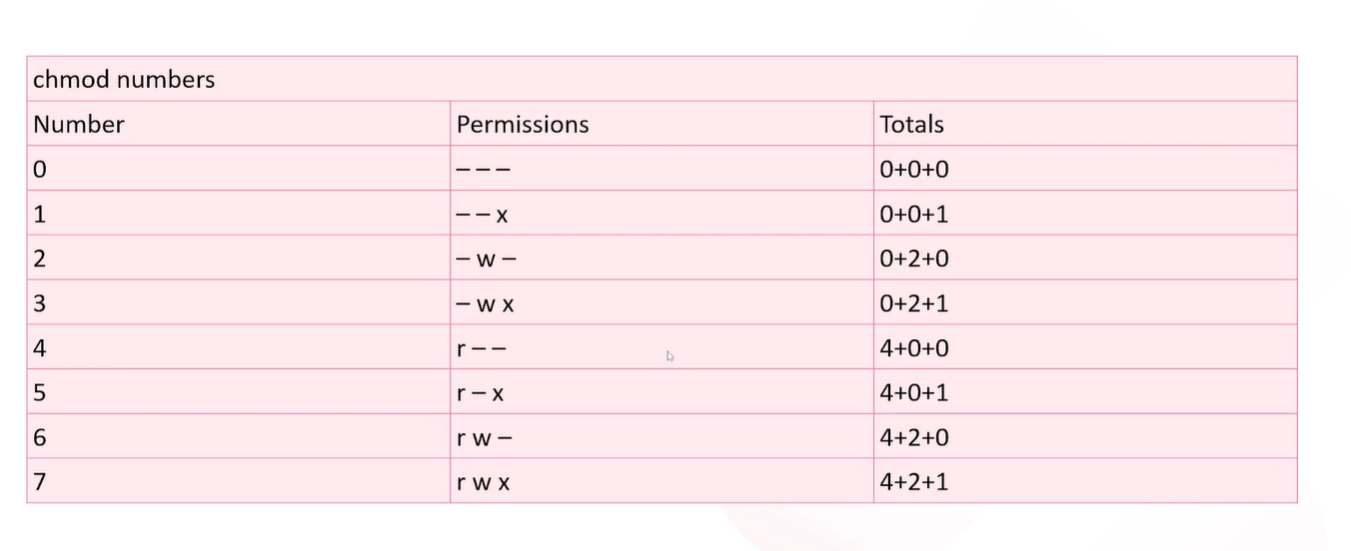 chmod numbers
Number Permissions Totals
0 – – – 0+0+0
1 – – x 0+0+1
2 – w – 0+2+0
3 – w x 0+2+1
4 r – – 4+0+0
5 r – x 4+0+1
6 r w – 4+2+0
7 r w x 4+2+1